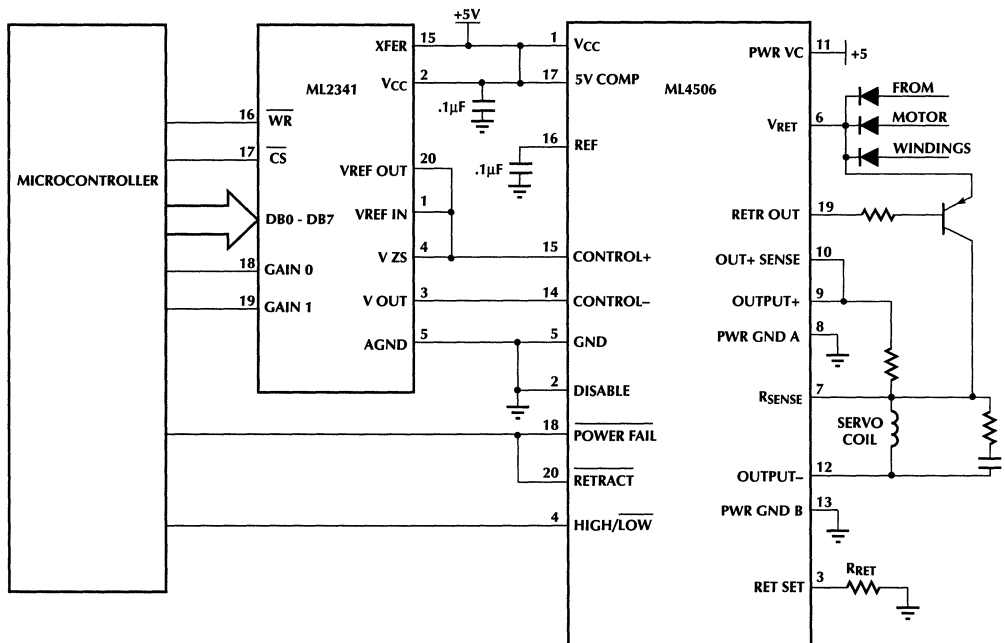 MICROCONTROLLER
ML2341
16 WR
17 CS
DB0 - DB7
18 GAIN 0
19 GAIN 1
XFER 15
VCC 2
VREF OUT 20
VREF IN 1
V ZS 4
V OUT 3
AGND 5
+5V
.1µF
.1µF
ML4506
1 VCC
17 5V COMP
16 REF
15 CONTROL+
14 CONTROL–
5 GND
2 DISABLE
18 POWER FAIL
20 RETRACT
4 HIGH/LOW
PWR VC 11 +5
VRET 6
RETR OUT 19
OUT+ SENSE 10
OUTPUT+ 9
PWR GND A 8
RSENSE 7
OUTPUT– 12
PWR GND B 13
RET SET 3
FROM
MOTOR
WINDINGS
SERVO
COIL
RRET